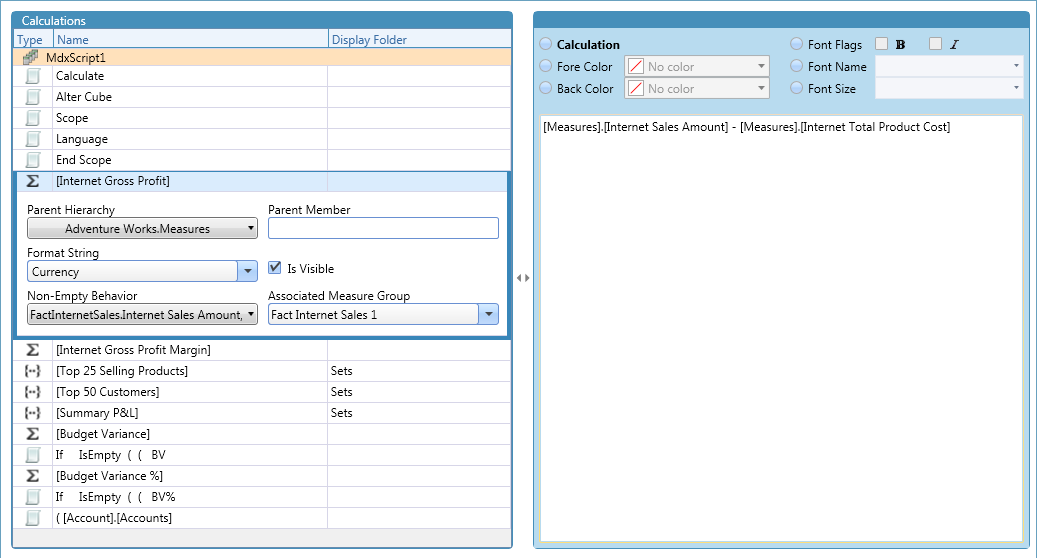 Calculations
Type Name Display Folder
MdxScript1
Calculate
Alter Cube
Scope
Language
End Scope
[Internet Gross Profit]
Parent Hierarchy Parent Member
Adventure Works.Measures
Format String
Currency Is Visible
Non-Empty Behavior Associated Measure Group
FactInternetSales.Internet Sales Amount, Fact Internet Sales 1
[Internet Gross Profit Margin]
[Top 25 Selling Products] Sets
[Top 50 Customers] Sets
[Summary P&L] Sets
[Budget Variance]
If IsEmpty ( ( BV
[Budget Variance %]
If IsEmpty ( ( BV%
( [Account].[Accounts]
Calculation Font Flags B I
Fore Color No color Font Name
Back Color No color Font Size
[Measures].[Internet Sales Amount] - [Measures].[Internet Total Product Cost]